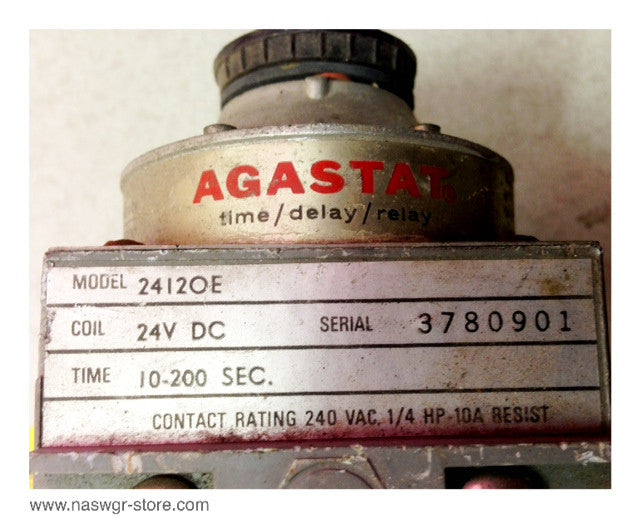 AGASTAT®
time/delay/relay
MODEL 2412OE
COIL 24V DC SERIAL 3780901
TIME 10-200 SEC.
CONTACT RATING 240 VAC, 1/4 HP-10A RESIST
www.naswgr-store.com